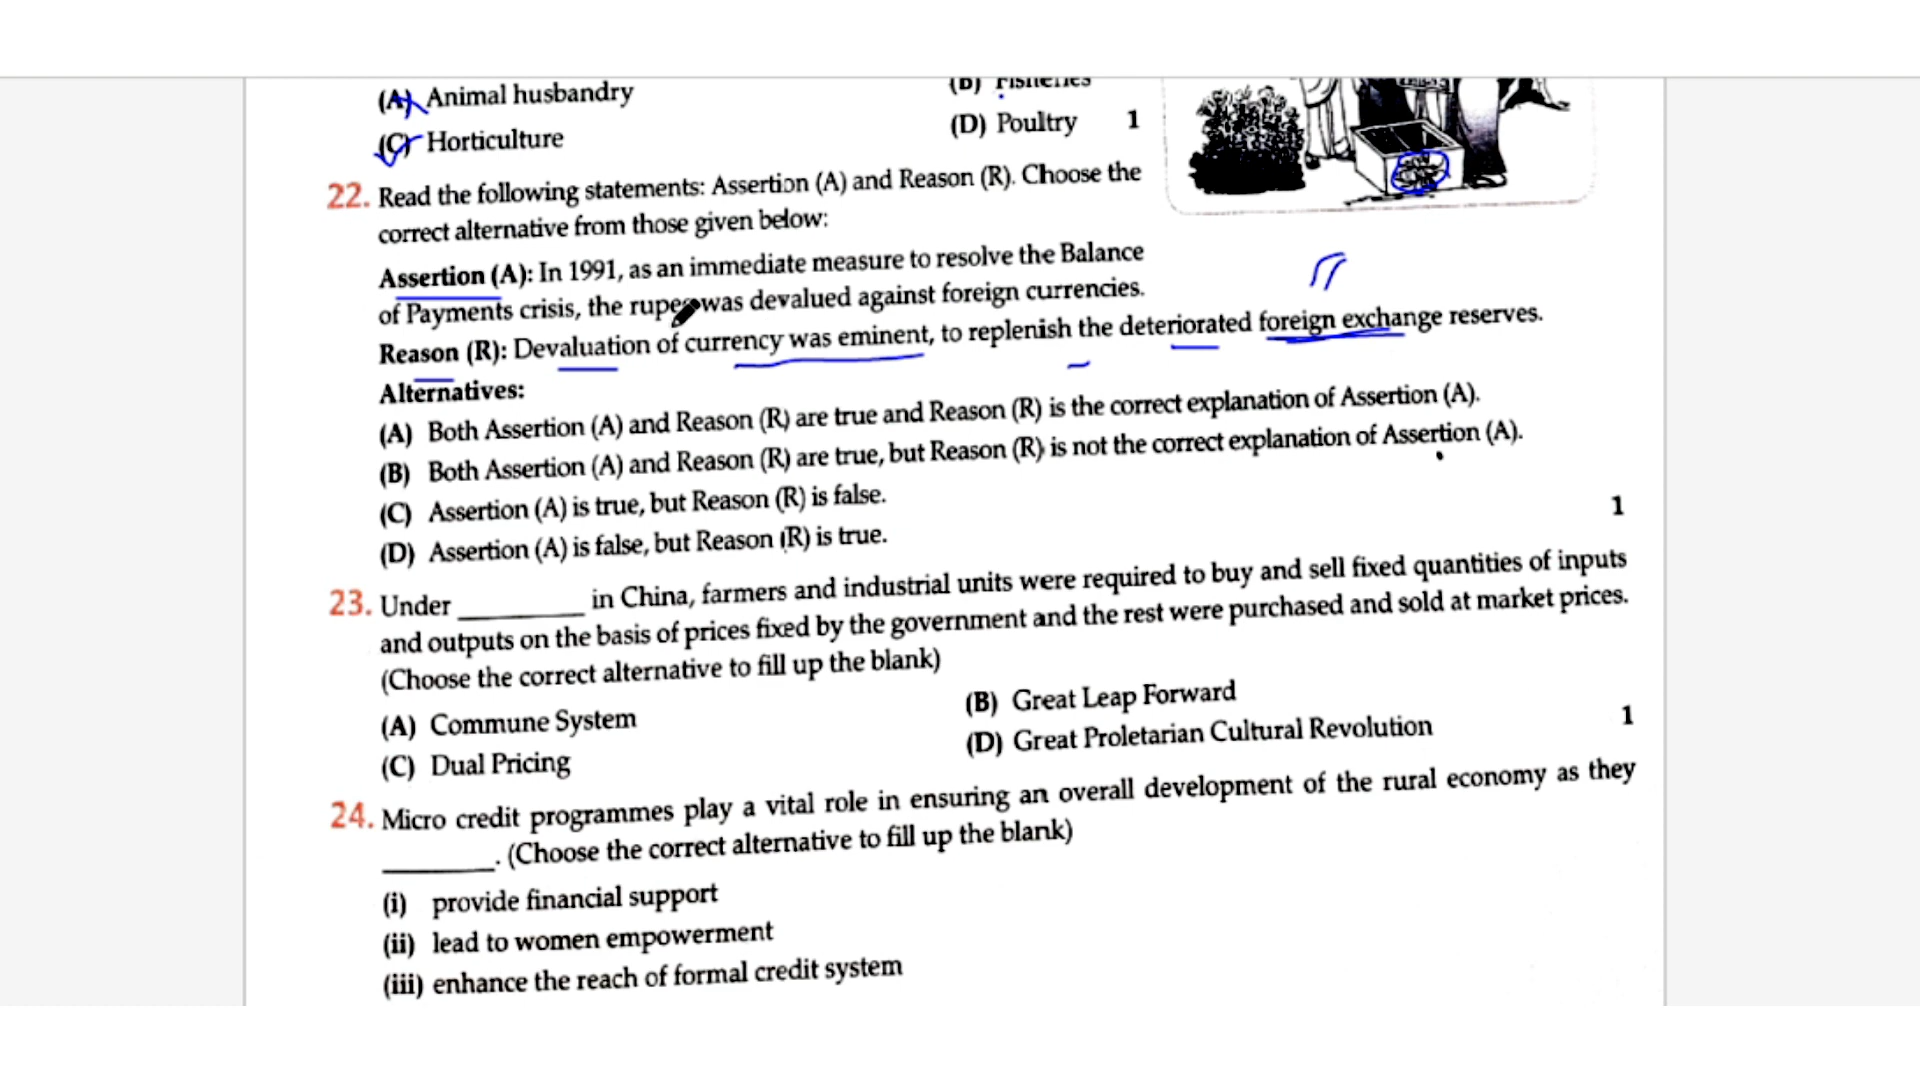 (A) Animal husbandry
(B) Fisheries
(C) Horticulture
(D) Poultry 1
22. Read the following statements: Assertion (A) and Reason (R). Choose the
correct alternative from those given below:
Assertion (A): In 1991, as an immediate measure to resolve the Balance
of Payments crisis, the rupee was devalued against foreign currencies.
Reason (R): Devaluation of currency was eminent, to replenish the deteriorated foreign exchange reserves.
Alternatives:
(A) Both Assertion (A) and Reason (R) are true and Reason (R) is the correct explanation of Assertion (A).
(B) Both Assertion (A) and Reason (R) are true, but Reason (R) is not the correct explanation of Assertion (A).
(C) Assertion (A) is true, but Reason (R) is false.
(D) Assertion (A) is false, but Reason (R) is true.
1
23. Under __________ in China, farmers and industrial units were required to buy and sell fixed quantities of inputs
and outputs on the basis of prices fixed by the government and the rest were purchased and sold at market prices.
(Choose the correct alternative to fill up the blank)
(A) Commune System
(B) Great Leap Forward
(C) Dual Pricing
(D) Great Proletarian Cultural Revolution
1
24. Micro credit programmes play a vital role in ensuring an overall development of the rural economy as they
_________. (Choose the correct alternative to fill up the blank)
(i) provide financial support
(ii) lead to women empowerment
(iii) enhance the reach of formal credit system